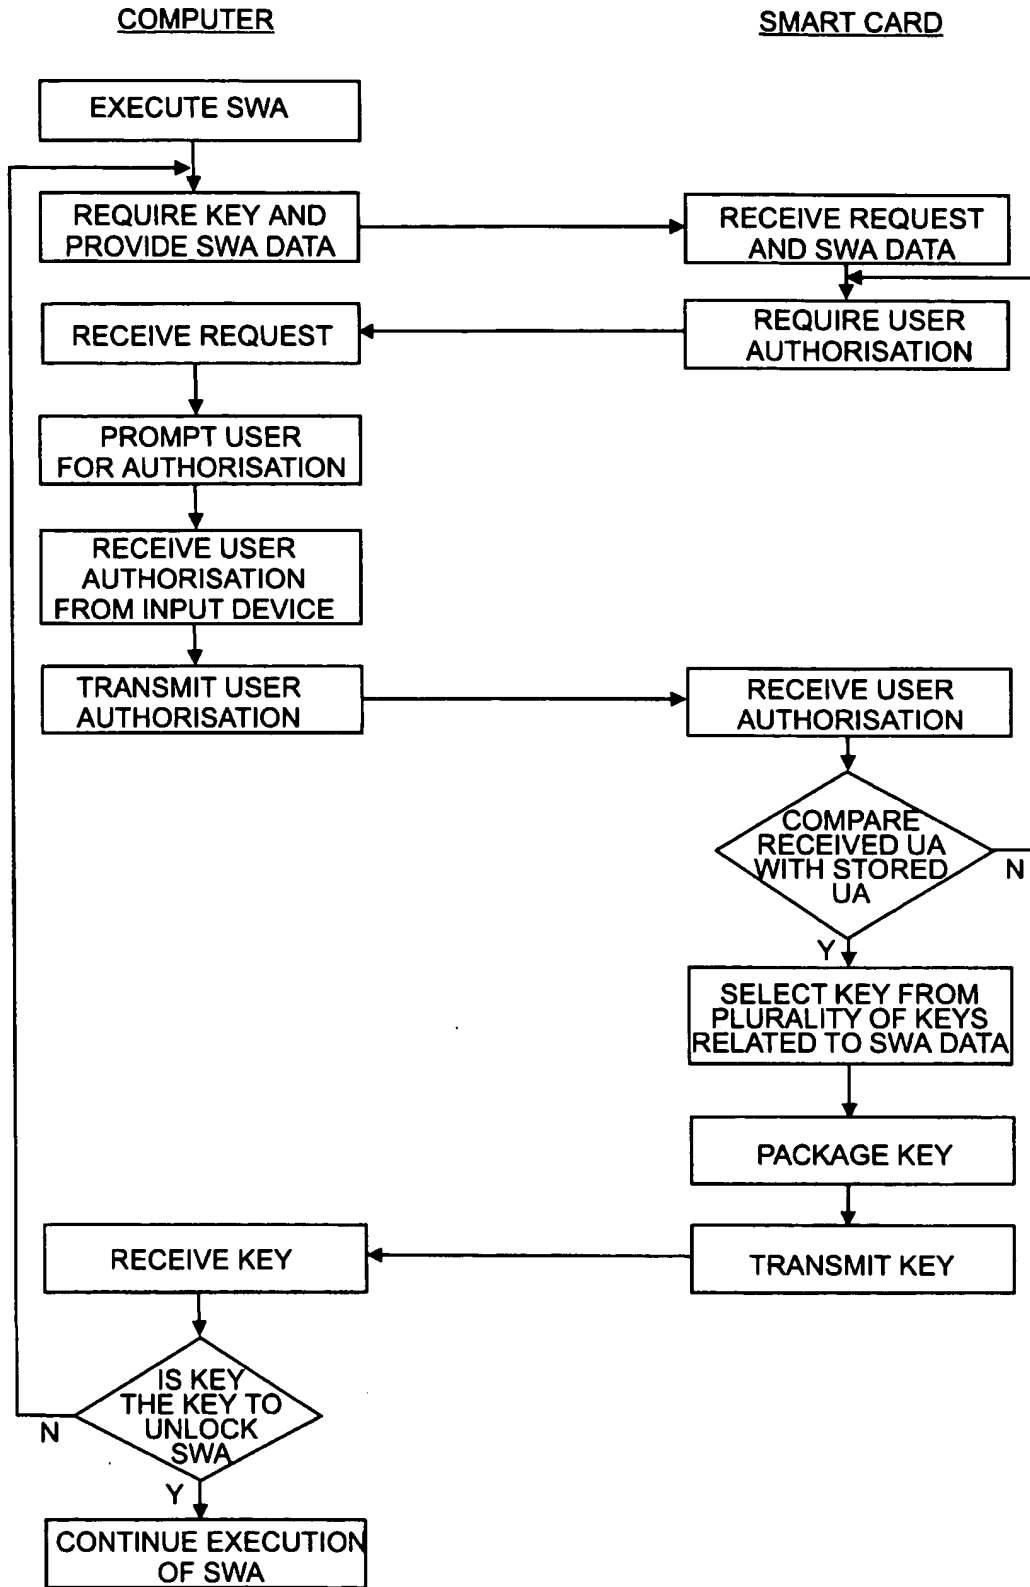 COMPUTER
SMART CARD
EXECUTE SWA
REQUIRE KEY AND
PROVIDE SWA DATA
RECEIVE REQUEST
AND SWA DATA
RECEIVE REQUEST
REQUIRE USER
AUTHORISATION
PROMPT USER
FOR AUTHORISATION
RECEIVE USER
AUTHORISATION
FROM INPUT DEVICE
TRANSMIT USER
AUTHORISATION
RECEIVE USER
AUTHORISATION
COMPARE
RECEIVED UA
WITH STORED
UA
N
Y
SELECT KEY FROM
PLURALITY OF KEYS
RELATED TO SWA DATA
PACKAGE KEY
TRANSMIT KEY
RECEIVE KEY
IS KEY
THE KEY TO
UNLOCK
SWA
N
Y
CONTINUE EXECUTION
OF SWA